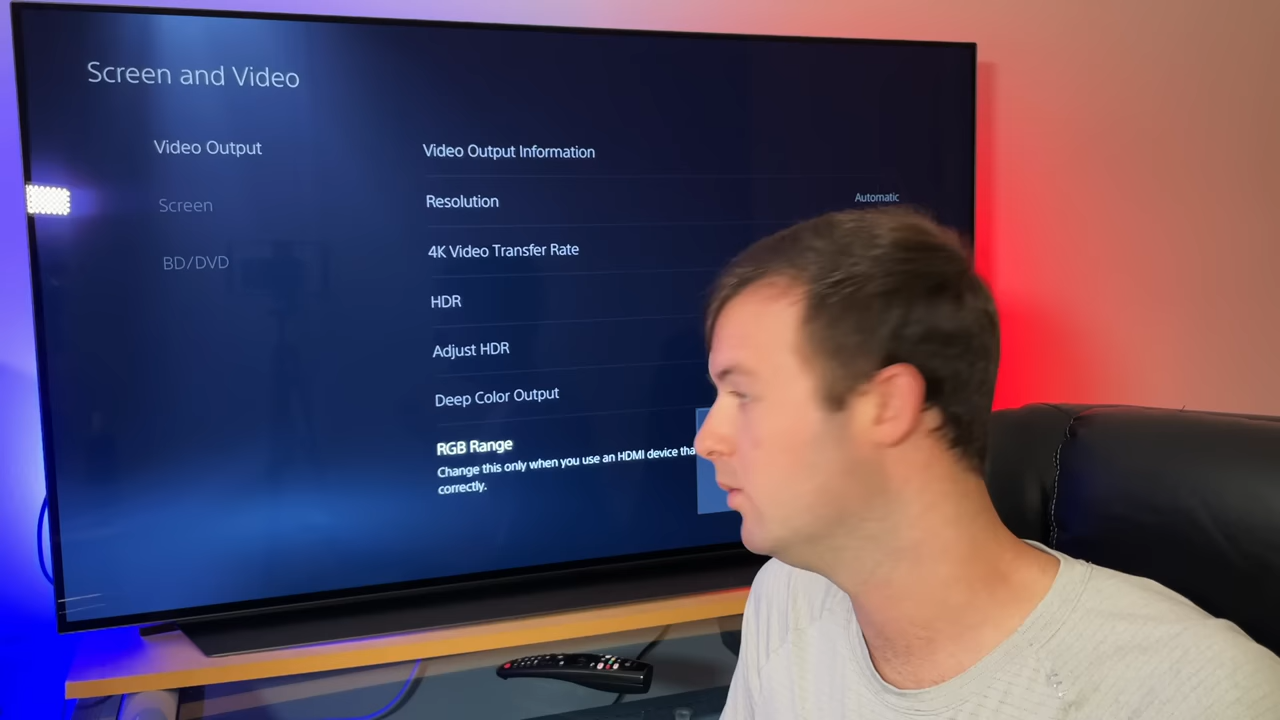 Screen and Video
Video Output
Screen
BD/DVD
Video Output Information
Resolution
Automatic
4K Video Transfer Rate
HDR
Adjust HDR
Deep Color Output
RGB Range
Change this only when you use an HDMI device
correctly.